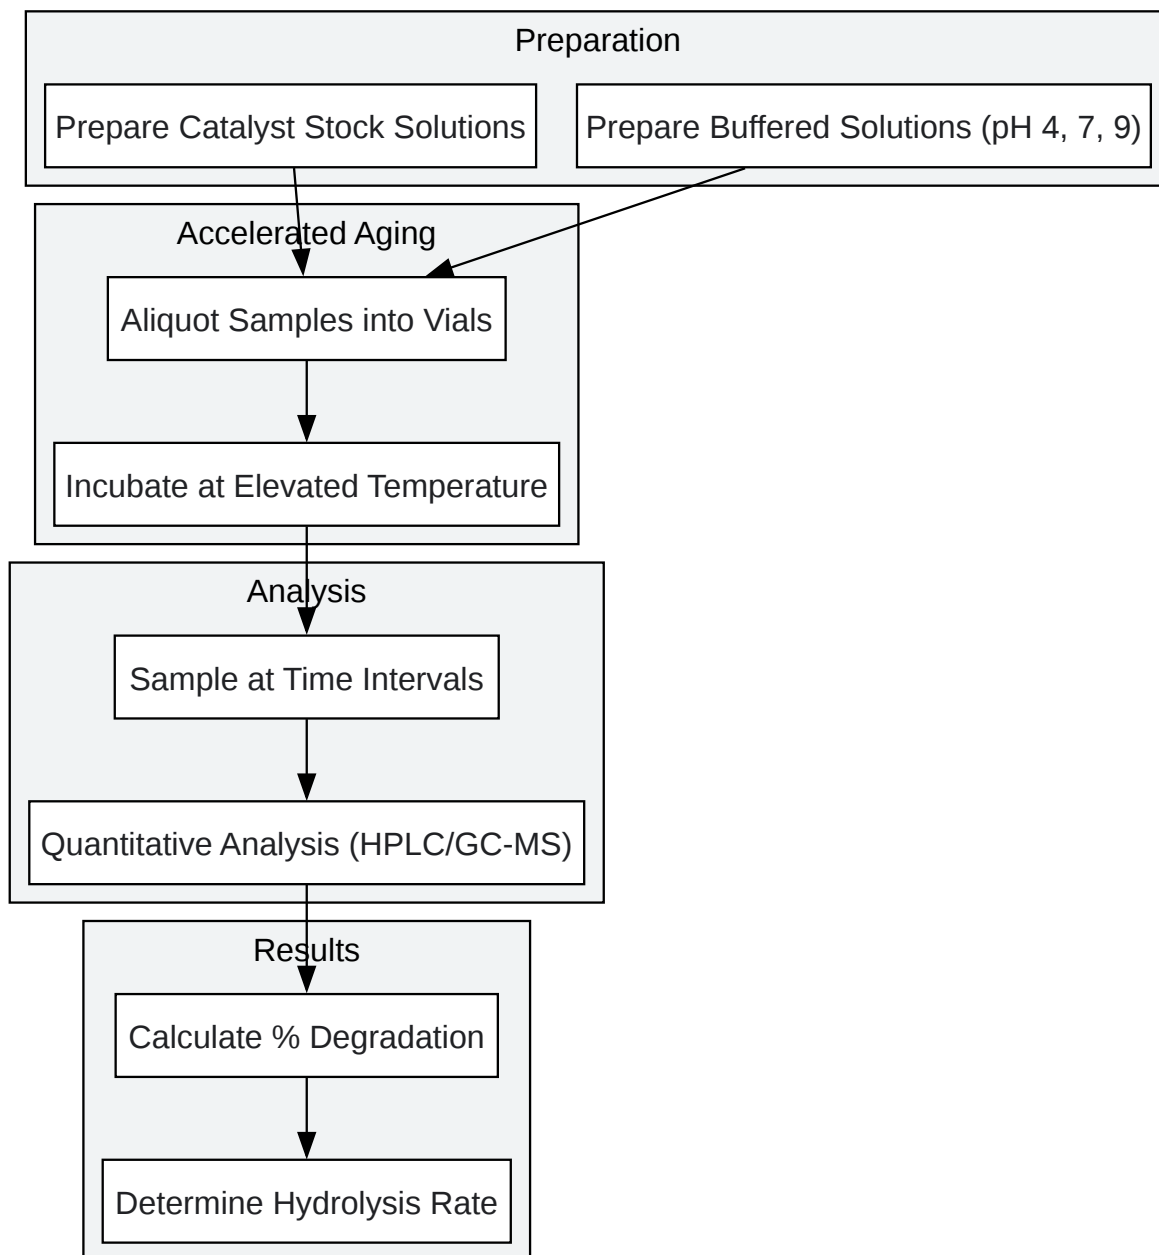 Preparation
Prepare Catalyst Stock Solutions
Prepare Buffered Solutions (pH 4, 7, 9)
Accelerated Aging
Aliquot Samples into Vials
Incubate at Elevated Temperature
Analysis
Sample at Time Intervals
Quantitative Analysis (HPLC/GC-MS)
Results
Calculate % Degradation
Determine Hydrolysis Rate